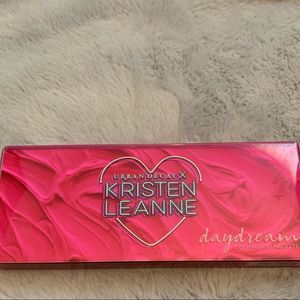 URBAN DECAY X
KRISTEN
LEANNE
daydream